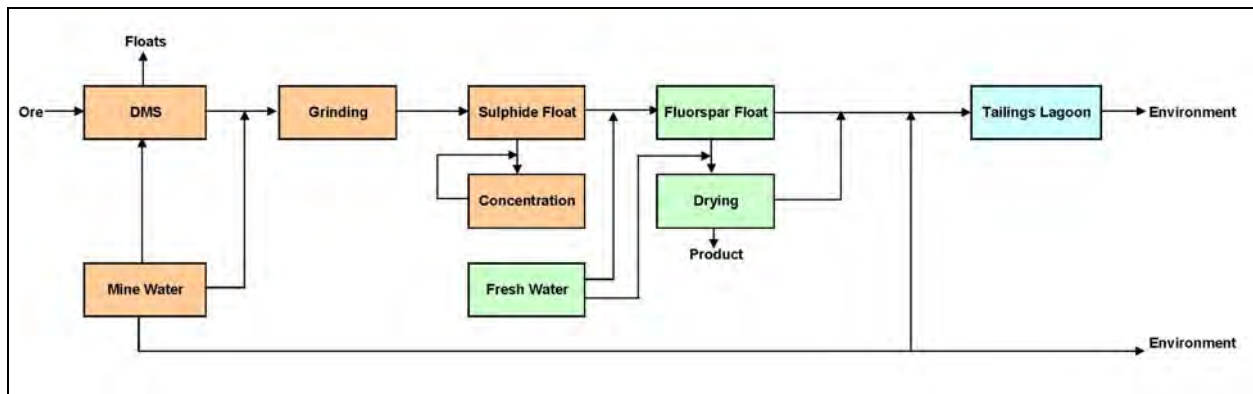 Floats
Ore
DMS
Grinding
Sulphide Float
Fluorspar Float
Tailings Lagoon
Environment
Concentration
Drying
Product
Mine Water
Fresh Water
Environment